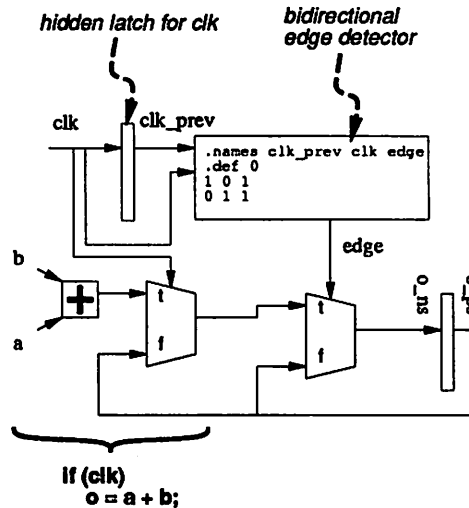 hidden latch for clk
bidirectional
edge detector
clk
clk_prev
.names clk_prev clk edge
.def 0
1 0 1
0 1 1
edge
b
+
a
t
f
t
f
o_ns
if (clk)
o = a + b;